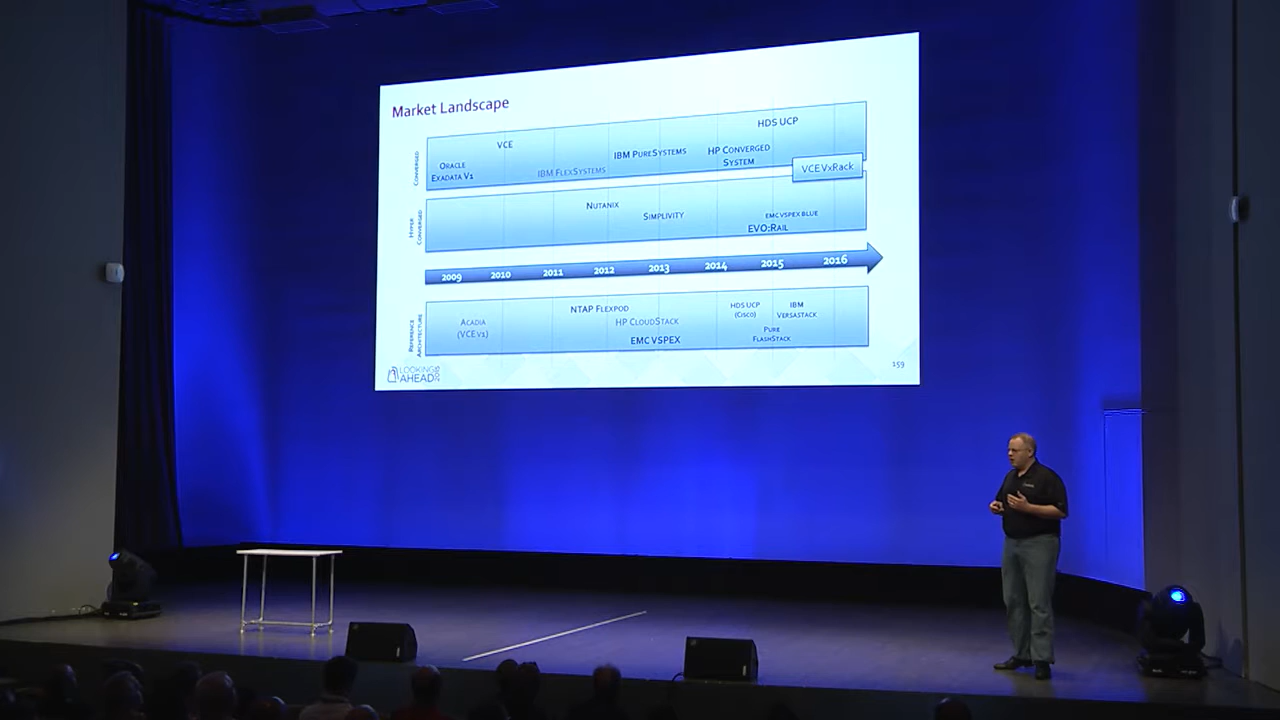 Market Landscape
CONVERGED
ORACLE
EXADATA V1
VCE
IBM FLEXSYSTEMS
IBM PURESYSTEMS
HP CONVERGED
SYSTEM
HDS UCP
VCE VxRack
HYPER
CONVERGED
NUTANIX
SIMPLIVITY
EMC VSPEX BLUE
EVO:RAIL
2009 2010 2011 2012 2013 2014 2015 2016
REFERENCE
ARCHITECTURE
ACADIA
(VCE V1)
NTAP FLEXPOD
HP CLOUDSTACK
EMC VSPEX
HDS UCP
(CISCO)
PURE
FLASHSTACK
IBM
VERSASTACK
LOOKING
AHEAD
159